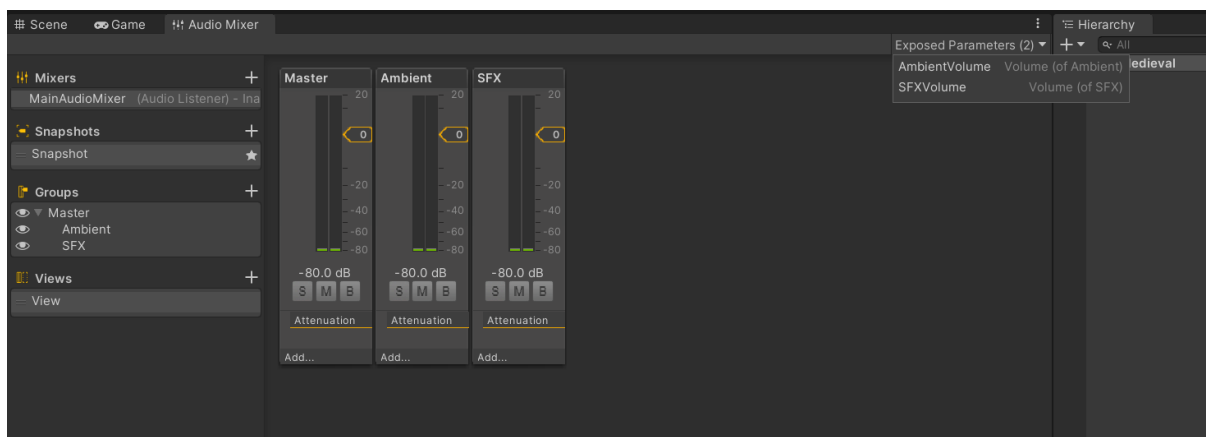 Scene Game Audio Mixer Hierarchy
Exposed Parameters (2) All
AmbientVolume Volume (of Ambient) edieval
SFXVolume Volume (of SFX)
Mixers
MainAudioMixer (Audio Listener) - Ina
Snapshots
Snapshot
Groups
Master
Ambient
SFX
Views
View
Master Ambient SFX
20 20 20
0 0 0
-20 -20 -20
-40 -40 -40
-60 -60 -60
-80 -80 -80
-80.0 dB -80.0 dB -80.0 dB
S M B S M B S M B
Attenuation Attenuation Attenuation
Add... Add... Add...